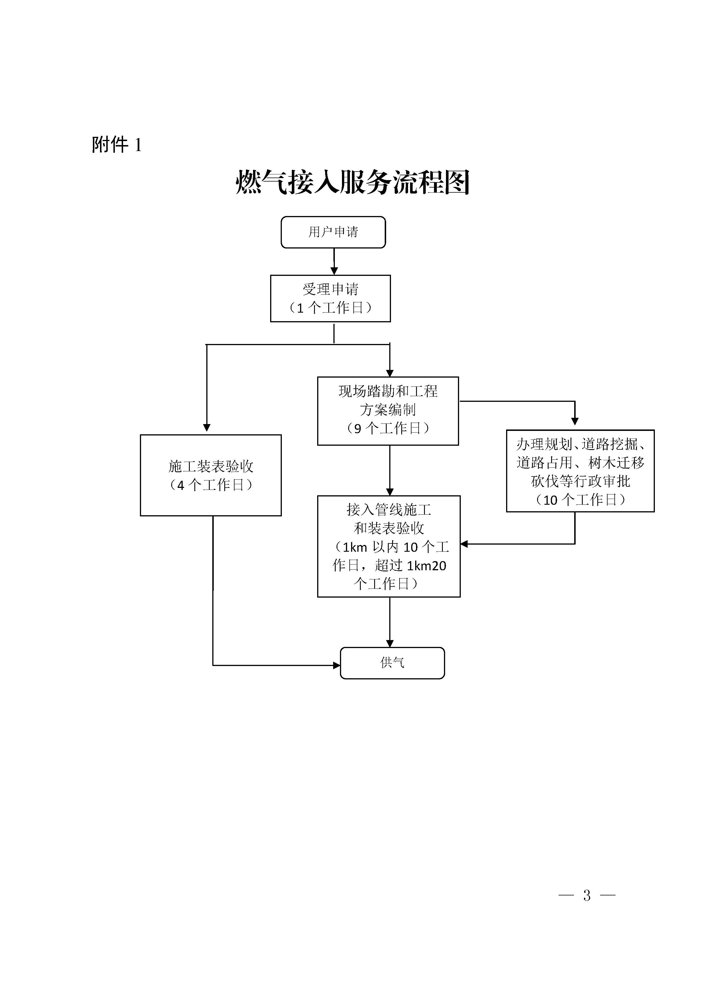 附件 1
燃气接入服务流程图
用户申请
受理申请
（1 个工作日）
现场踏勘和工程
方案编制
（9 个工作日）
施工装表验收
（4 个工作日）
办理规划、道路挖掘、
道路占用、树木迁移
砍伐等行政审批
（10 个工作日）
接入管线施工
和装表验收
（1km 以内 10 个工
作日，超过 1km20
个工作日）
供气
— 3 —